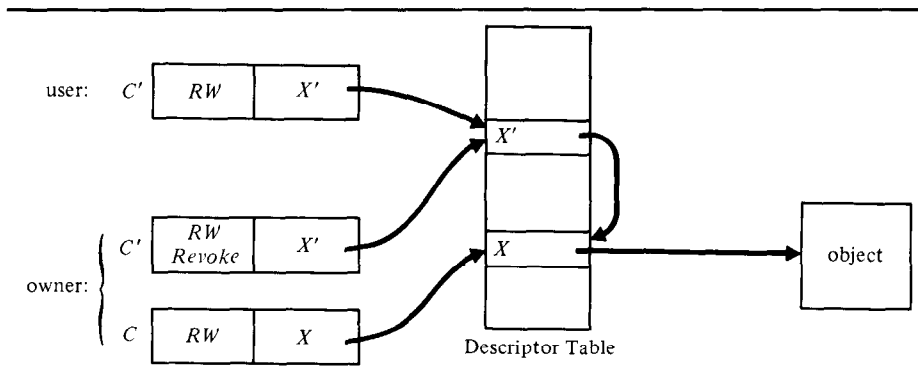 user: C′ RW X′
X′
C′ RW X′
Revoke
X
object
owner:
C RW X
Descriptor Table